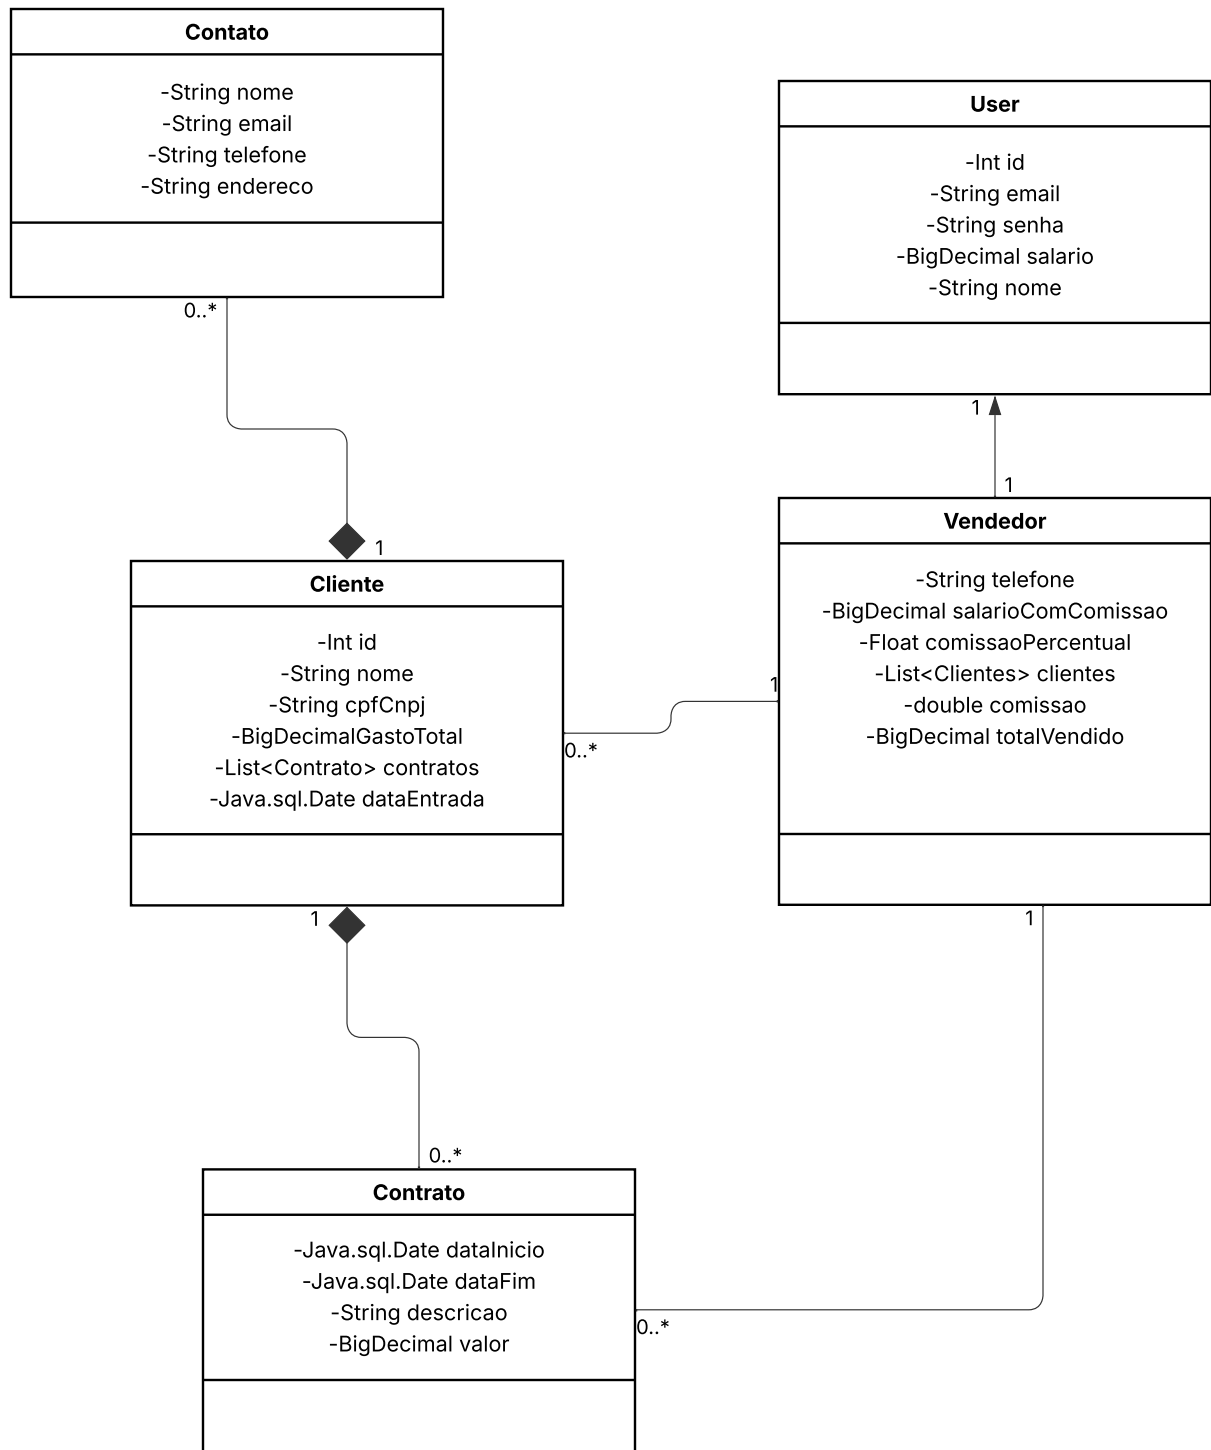 Contato
-String nome
-String email
-String telefone
-String endereco
0..*
User
-Int id
-String email
-String senha
-BigDecimal salario
-String nome
1
1
Vendedor
-String telefone
-BigDecimal salarioComComissao
-Float comissaoPercentual
-List<Clientes> clientes
-double comissao
-BigDecimal totalVendido
1
1
Cliente
-Int id
-String nome
-String cpfCnpj
-BigDecimalGastoTotal
-List<Contrato> contratos
-Java.sql.Date dataEntrada
0..*
1
1
0..*
Contrato
-Java.sql.Date dataInicio
-Java.sql.Date dataFim
-String descricao
-BigDecimal valor
0..*